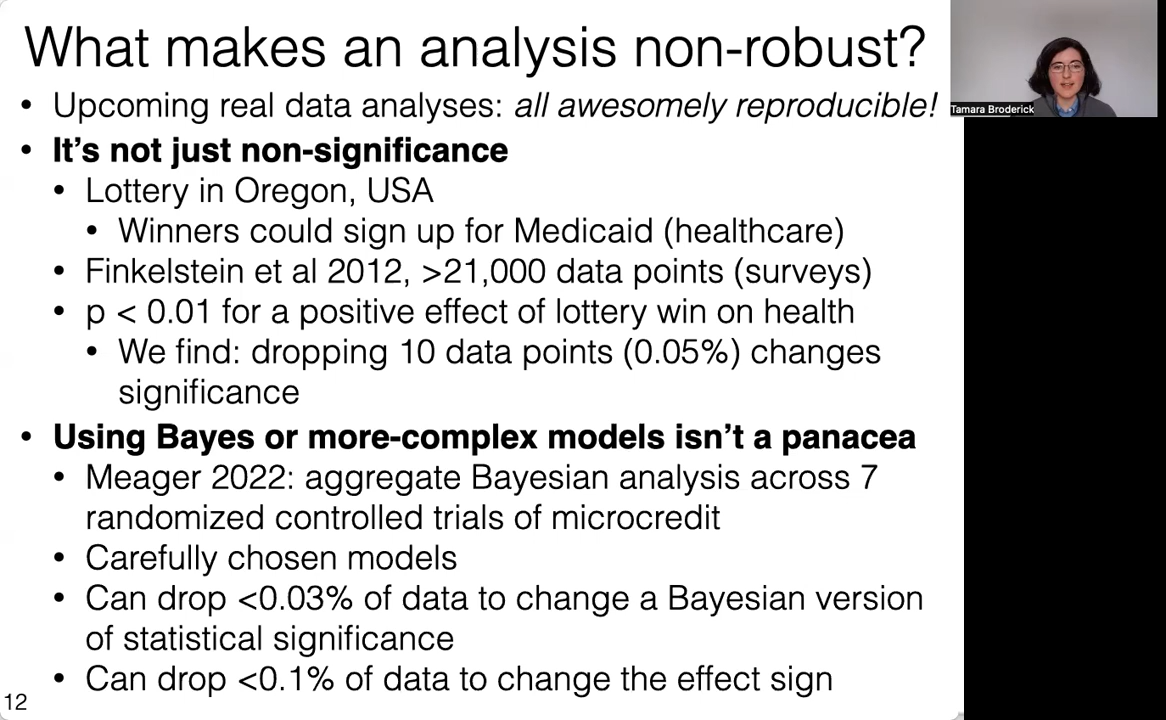 What makes an analysis non-robust?
• Upcoming real data analyses: all awesomely reproducible!
Tamara Broderick
• It's not just non-significance
• Lottery in Oregon, USA
• Winners could sign up for Medicaid (healthcare)
• Finkelstein et al 2012, >21,000 data points (surveys)
• p < 0.01 for a positive effect of lottery win on health
• We find: dropping 10 data points (0.05%) changes
significance
• Using Bayes or more-complex models isn't a panacea
• Meager 2022: aggregate Bayesian analysis across 7
randomized controlled trials of microcredit
• Carefully chosen models
• Can drop <0.03% of data to change a Bayesian version
of statistical significance
• Can drop <0.1% of data to change the effect sign
12